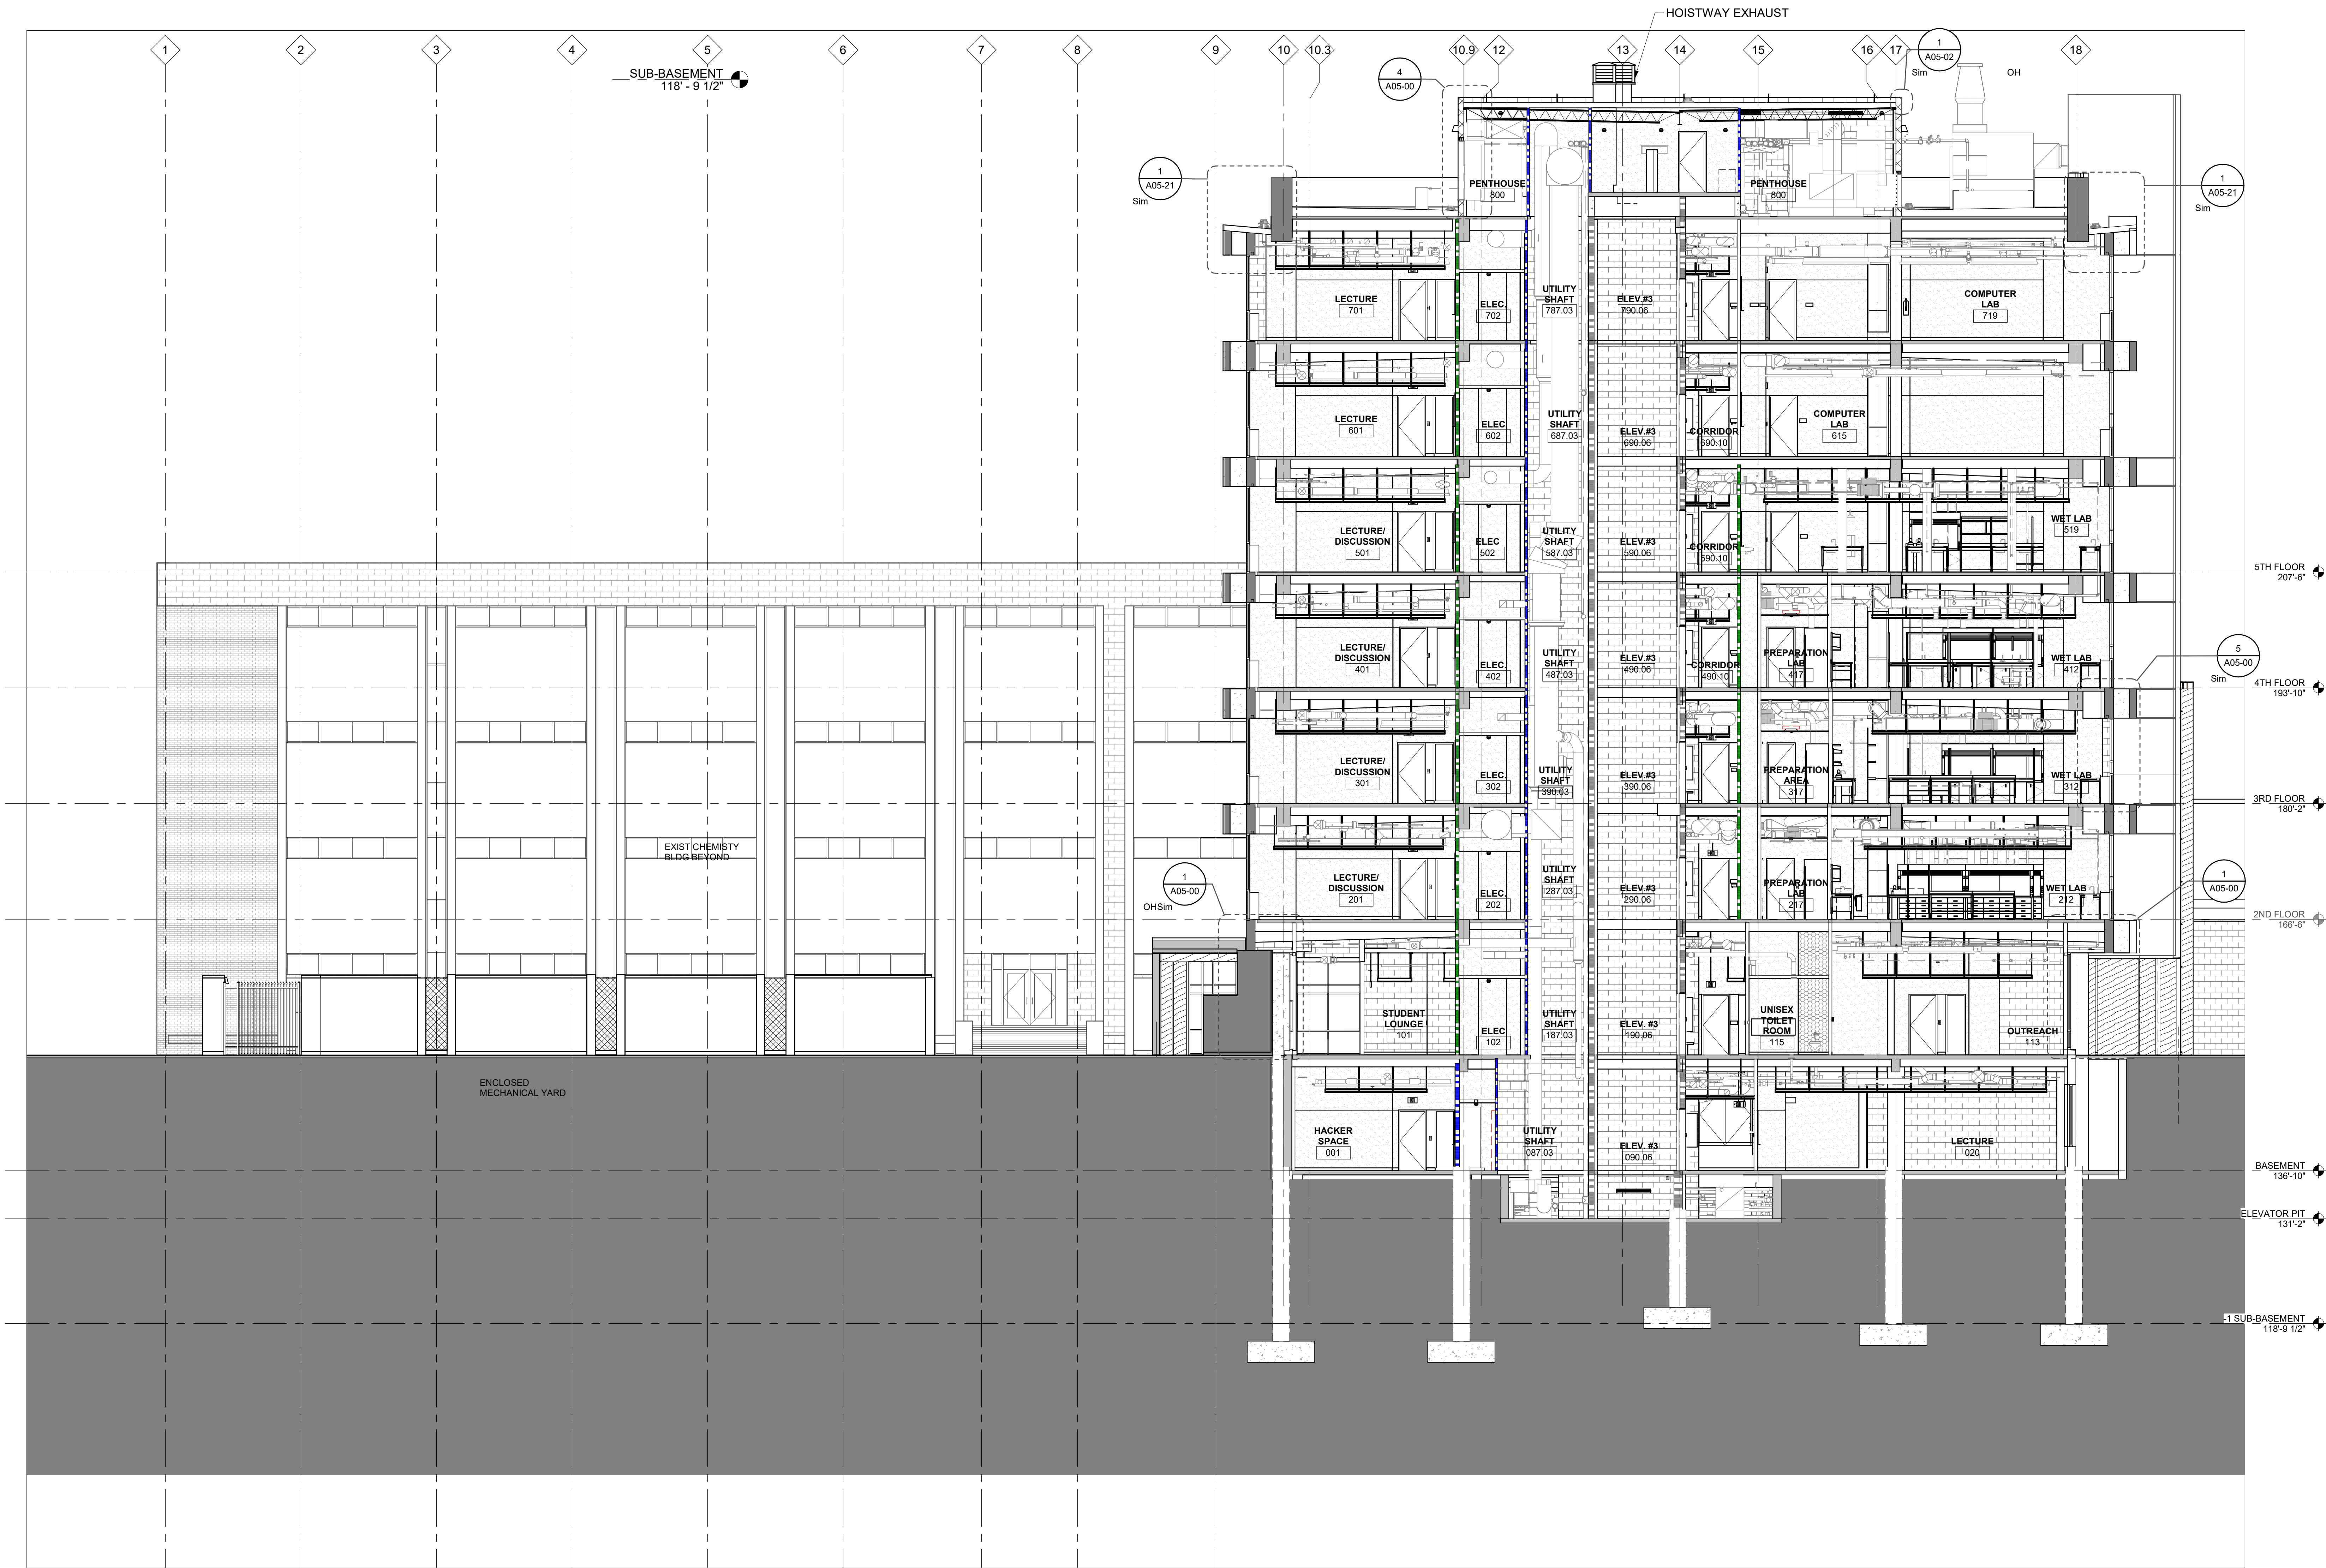 HOISTWAY EXHAUST
1
2
3
4
5
6
7
8
9
10
10.3
10.9
12
13
14
15
16
17
18
1
A05-02
Sim
OH
SUB-BASEMENT
118' - 9 1/2"
4
A05-00
1
A05-21
Sim
1
A05-21
Sim
PENTHOUSE
800
PENTHOUSE
800
LECTURE
701
ELEC.
702
UTILITY
SHAFT
787.03
ELEV.#3
790.06
COMPUTER
LAB
719
LECTURE
601
ELEC
602
UTILITY
SHAFT
687.03
ELEV.#3
690.06
CORRIDOR
690.10
COMPUTER
LAB
615
LECTURE/
DISCUSSION
501
ELEC
502
UTILITY
SHAFT
587.03
ELEV.#3
590.06
CORRIDOR
590.10
WET LAB
519
5TH FLOOR
207'-6"
LECTURE/
DISCUSSION
401
ELEC.
402
UTILITY
SHAFT
487.03
ELEV.#3
490.06
CORRIDOR
490.10
PREPARATION
LAB
417
WET LAB
412
5
A05-00
Sim
4TH FLOOR
193'-10"
LECTURE/
DISCUSSION
301
ELEC.
302
UTILITY
SHAFT
390.03
ELEV.#3
390.06
PREPARATION
AREA
317
WET LAB
312
3RD FLOOR
180'-2"
EXIST CHEMISTY
BLDG BEYOND
1
A05-00
OHSim
LECTURE/
DISCUSSION
201
ELEC.
202
UTILITY
SHAFT
287.03
ELEV.#3
290.06
PREPARATION
LAB
217
WET LAB
212
1
A05-00
2ND FLOOR
166'-6"
STUDENT
LOUNGE
101
ELEC
102
UTILITY
SHAFT
187.03
ELEV. #3
190.06
UNISEX
TOILET
ROOM
115
OUTREACH
113
ENCLOSED
MECHANICAL YARD
HACKER
SPACE
001
UTILITY
SHAFT
087.03
ELEV. #3
090.06
LECTURE
020
BASEMENT
136'-10"
ELEVATOR PIT
131'-2"
-1 SUB-BASEMENT
118'-9 1/2"